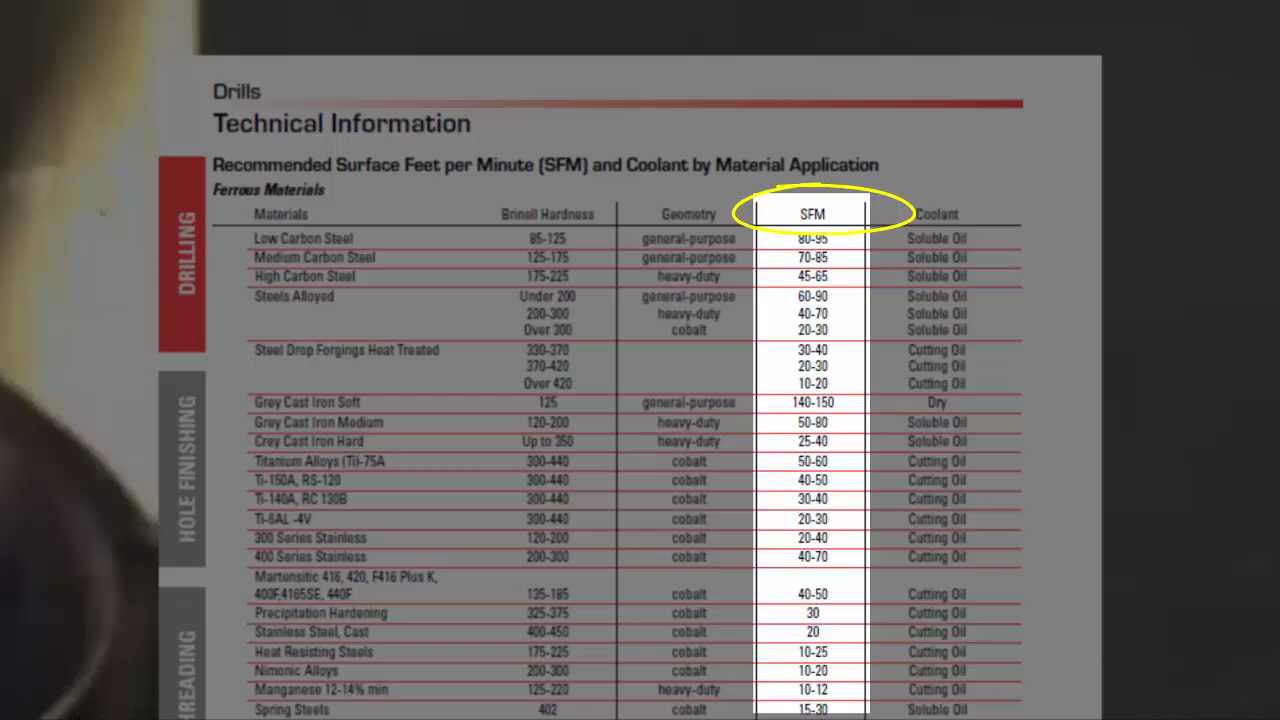 Drills
Technical Information
Recommended Surface Feet per Minute (SFM) and Coolant by Material Application
Ferrous Materials
Materials Brinell Hardness Geometry SFM Coolant
Low Carbon Steel 85-125 general-purpose 80-95 Soluble Oil
Medium Carbon Steel 125-175 general-purpose 70-85 Soluble Oil
High Carbon Steel 175-225 heavy-duty 45-65 Soluble Oil
Steels Alloyed Under 200 general-purpose 60-90 Soluble Oil
200-300 heavy-duty 40-70 Soluble Oil
Over 300 cobalt 20-30 Soluble Oil
Steel Drop Forgings Heat Treated 330-370 30-40 Cutting Oil
370-420 20-30 Cutting Oil
Over 420 10-20 Cutting Oil
Grey Cast Iron Soft 125 general-purpose 140-150 Dry
Grey Cast Iron Medium 120-200 heavy-duty 50-80 Soluble Oil
Crey Cast Iron Hard Up to 350 heavy-duty 25-40 Soluble Oil
Titanium Alloys (Ti)-75A 300-440 cobalt 50-60 Cutting Oil
Ti-150A, RS-120 300-440 cobalt 40-50 Cutting Oil
Ti-140A, RC 130B 300-440 cobalt 30-40 Cutting Oil
Ti-6AL -4V 300-440 cobalt 20-30 Cutting Oil
300 Series Stainless 120-200 cobalt 20-40 Cutting Oil
400 Series Stainless 200-300 cobalt 40-70 Cutting Oil
Martensitic 416, 420, F416 Plus K,
400F,4165SE, 440F 135-185 cobalt 40-50 Cutting Oil
Precipitation Hardening 325-375 cobalt 30 Cutting Oil
Stainless Steel, Cast 400-450 cobalt 20 Cutting Oil
Heat Resisting Steels 175-225 cobalt 10-25 Cutting Oil
Nimonic Alloys 200-300 cobalt 10-20 Cutting Oil
Manganese 12-14% min 125-220 heavy-duty 10-12 Cutting Oil
Spring Steels 402 cobalt 15-30 Soluble Oil
DRILLING
HOLE FINISHING
HREADING